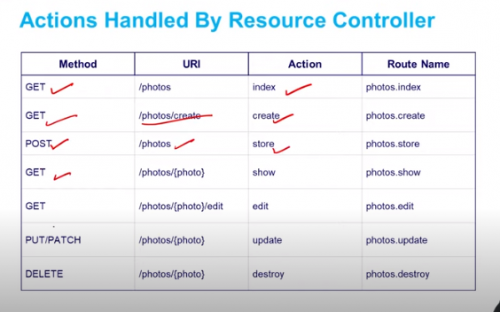 Actions Handled By Resource Controller
Method URI Action Route Name
GET /photos index photos.index
GET /photos/create create photos.create
POST /photos store photos.store
GET /photos/{photo} show photos.show
GET /photos/{photo}/edit edit photos.edit
PUT/PATCH /photos/{photo} update photos.update
DELETE /photos/{photo} destroy photos.destroy